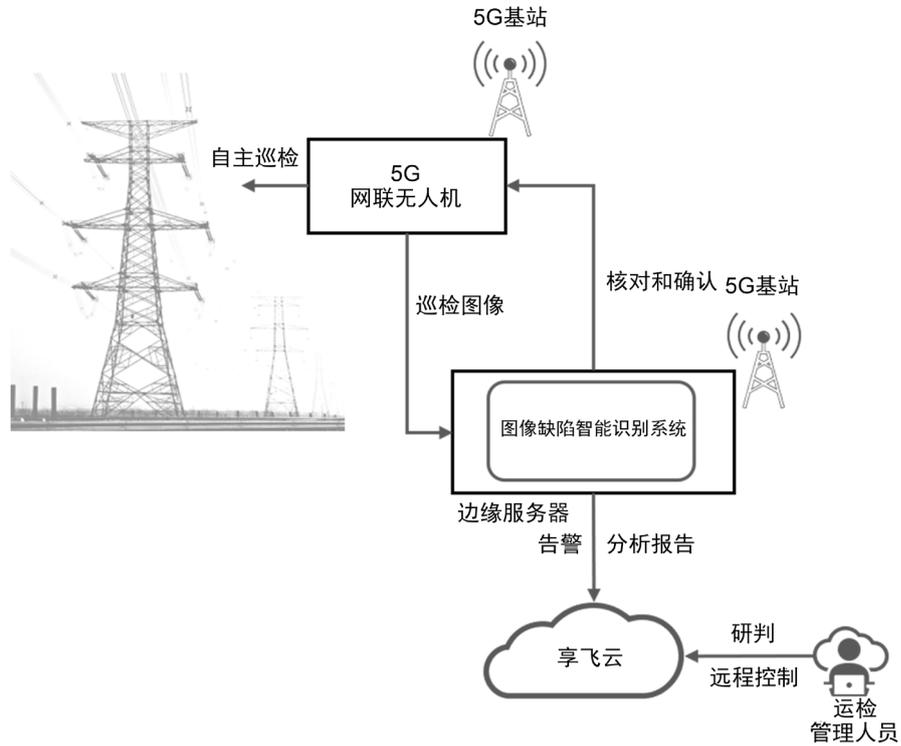 5G基站
自主巡检
5G
网联无人机
核对和确认
5G基站
巡检图像
图像缺陷智能识别系统
边缘服务器
告警
分析报告
享飞云
研判
远程控制
运检
管理人员